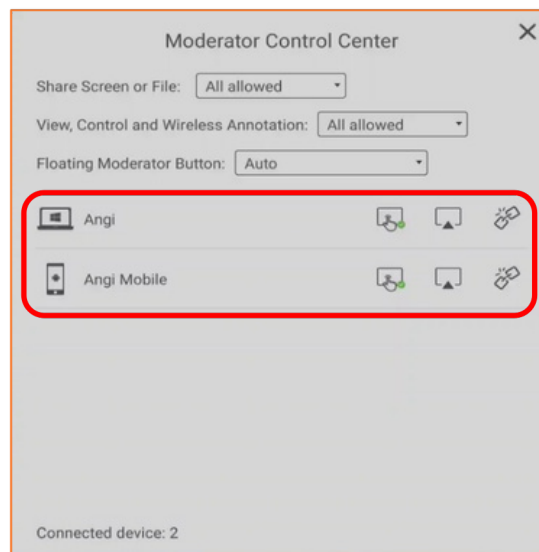 Moderator Control Center
Share Screen or File: All allowed
View, Control and Wireless Annotation: All allowed
Floating Moderator Button: Auto
Angi
Angi Mobile
Connected device: 2